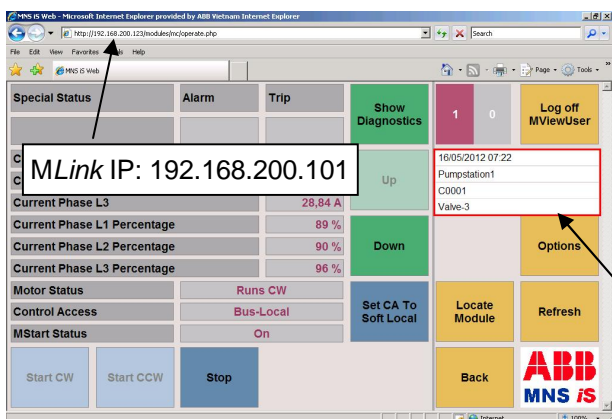 MNS iS Web - Microsoft Internet Explorer provided by ABB Vietnam Internet Explorer
http://192.168.200.123/modules/mc/operate.php
Search
File Edit View Favorites Help
MNS iS Web
Page Tools
Special Status Alarm Trip
Show Diagnostics
1 0
Log off MViewUser
MLink IP: 192.168.200.101
Up
16/05/2012 07:22
Pumpstation1
C0001
Valve-3
Current Phase L3 28,84 A
Current Phase L1 Percentage 89 %
Current Phase L2 Percentage 90 %
Current Phase L3 Percentage 96 %
Down
Options
Motor Status Runs CW
Control Access Bus-Local
MStart Status On
Set CA To Soft Local
Locate Module
Refresh
Start CW Start CCW Stop
Back
ABB
MNS iS
Internet 100%